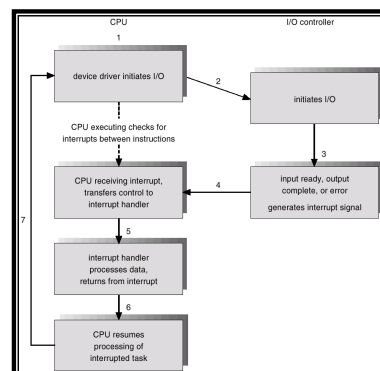 CPU
I/O controller
1
device driver initiates I/O
2
initiates I/O
CPU executing checks for
interrupts between instructions
3
CPU receiving interrupt,
transfers control to
interrupt handler
4
input ready, output
complete, or error
generates interrupt signal
7
5
interrupt handler
processes data,
returns from interrupt
6
CPU resumes
processing of
interrupted task